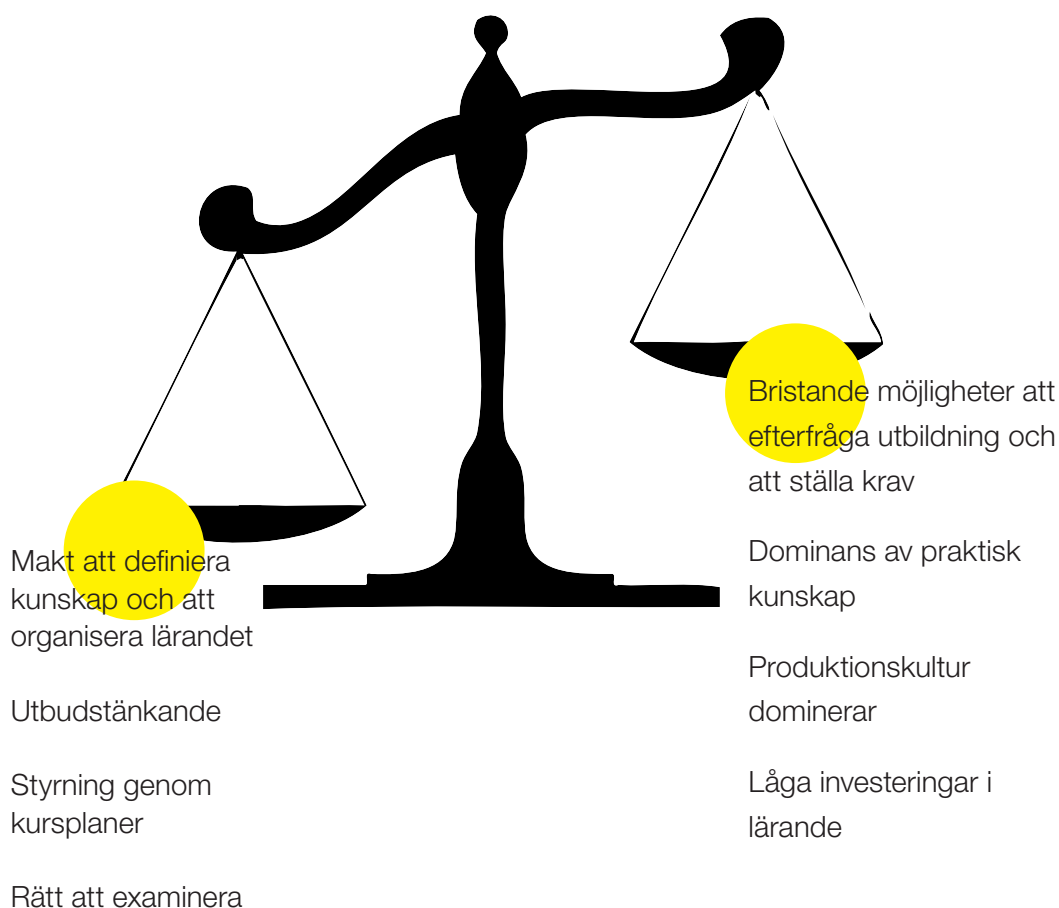 Makt att definiera
kunskap och att
organisera lärandet
Utbudstänkande
Styrning genom
kursplaner
Rätt att examinera
Bristande möjligheter att
efterfråga utbildning och
att ställa krav
Dominans av praktisk
kunskap
Produktionskultur
dominerar
Låga investeringar i
lärande